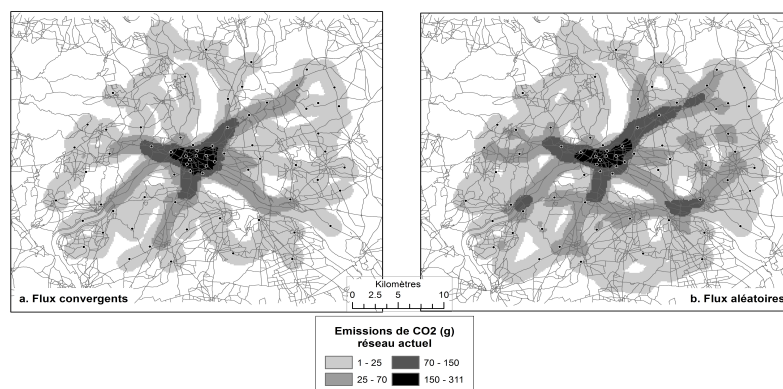 a. Flux convergents
b. Flux aléatoires
Kilomètres
0 2.5 5 10
Emissions de CO2 (g)
réseau actuel
1 - 25
70 - 150
25 - 70
150 - 311